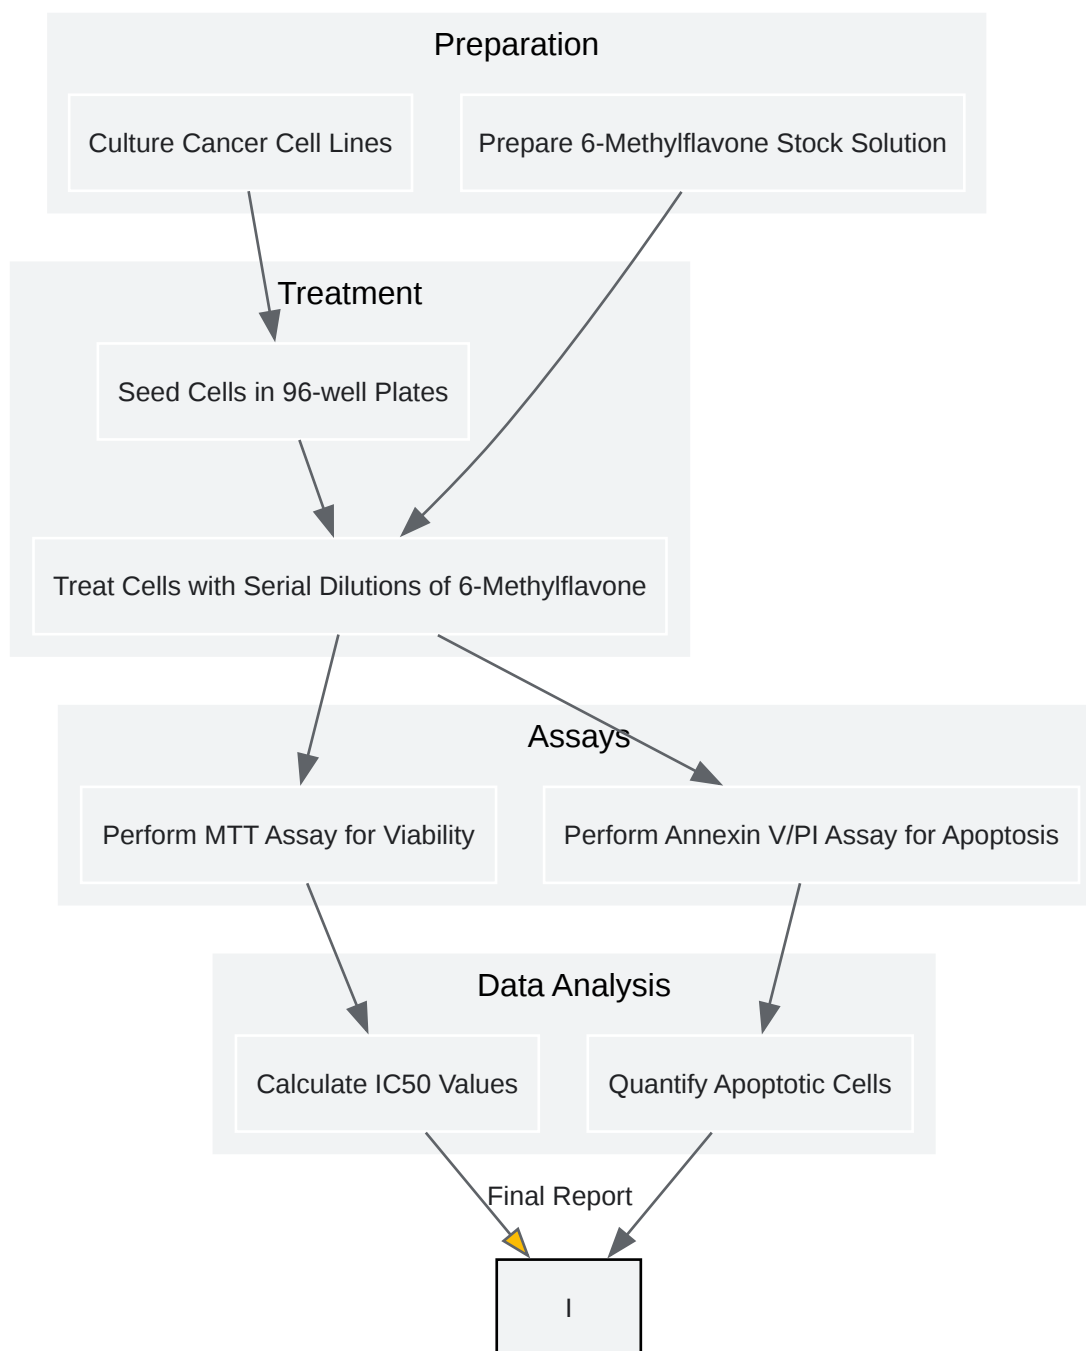 Preparation
Culture Cancer Cell Lines
Prepare 6-Methylflavone Stock Solution
Treatment
Seed Cells in 96-well Plates
Treat Cells with Serial Dilutions of 6-Methylflavone
Assays
Perform MTT Assay for Viability
Perform Annexin V/PI Assay for Apoptosis
Data Analysis
Calculate IC50 Values
Quantify Apoptotic Cells
Final Report
I